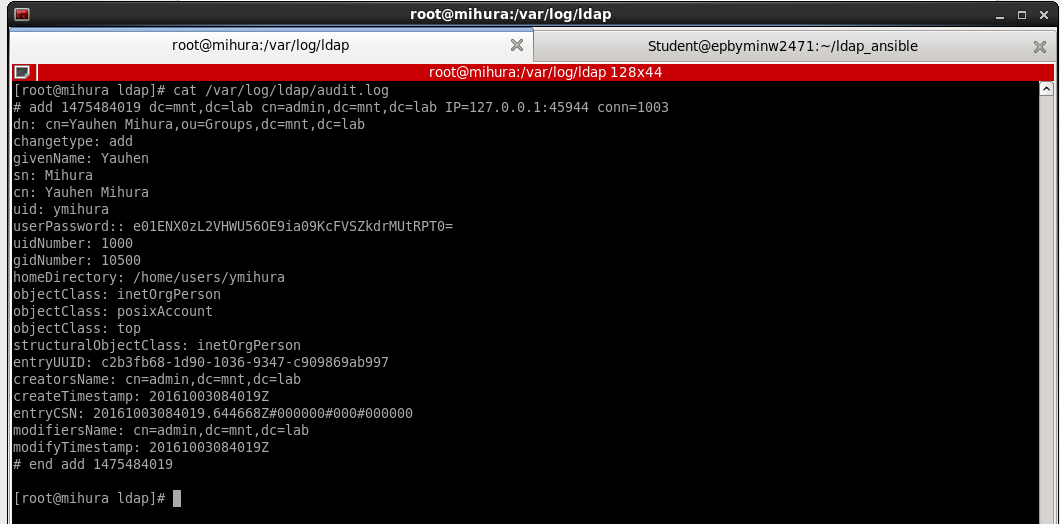 root@mihura:/var/log/ldap
root@mihura:/var/log/ldap
Student@epbyminw2471:~/ldap_ansible
root@mihura:/var/log/ldap 128x44
[root@mihura ldap]# cat /var/log/ldap/audit.log
# add 1475484019 dc=mnt,dc=lab cn=admin,dc=mnt,dc=lab IP=127.0.0.1:45944 conn=1003
dn: cn=Yauhen Mihura,ou=Groups,dc=mnt,dc=lab
changetype: add
givenName: Yauhen
sn: Mihura
cn: Yauhen Mihura
uid: ymihura
userPassword:: e01ENX0zL2VHWU56OE9ia09KcFVSZkdrMUtRPT0=
uidNumber: 1000
gidNumber: 10500
homeDirectory: /home/users/ymihura
objectClass: inetOrgPerson
objectClass: posixAccount
objectClass: top
structuralObjectClass: inetOrgPerson
entryUUID: c2b3fb68-1d90-1036-9347-c909869ab997
creatorsName: cn=admin,dc=mnt,dc=lab
createTimestamp: 20161003084019Z
entryCSN: 20161003084019.644668Z#000000#000#000000
modifiersName: cn=admin,dc=mnt,dc=lab
modifyTimestamp: 20161003084019Z
# end add 1475484019
[root@mihura ldap]#